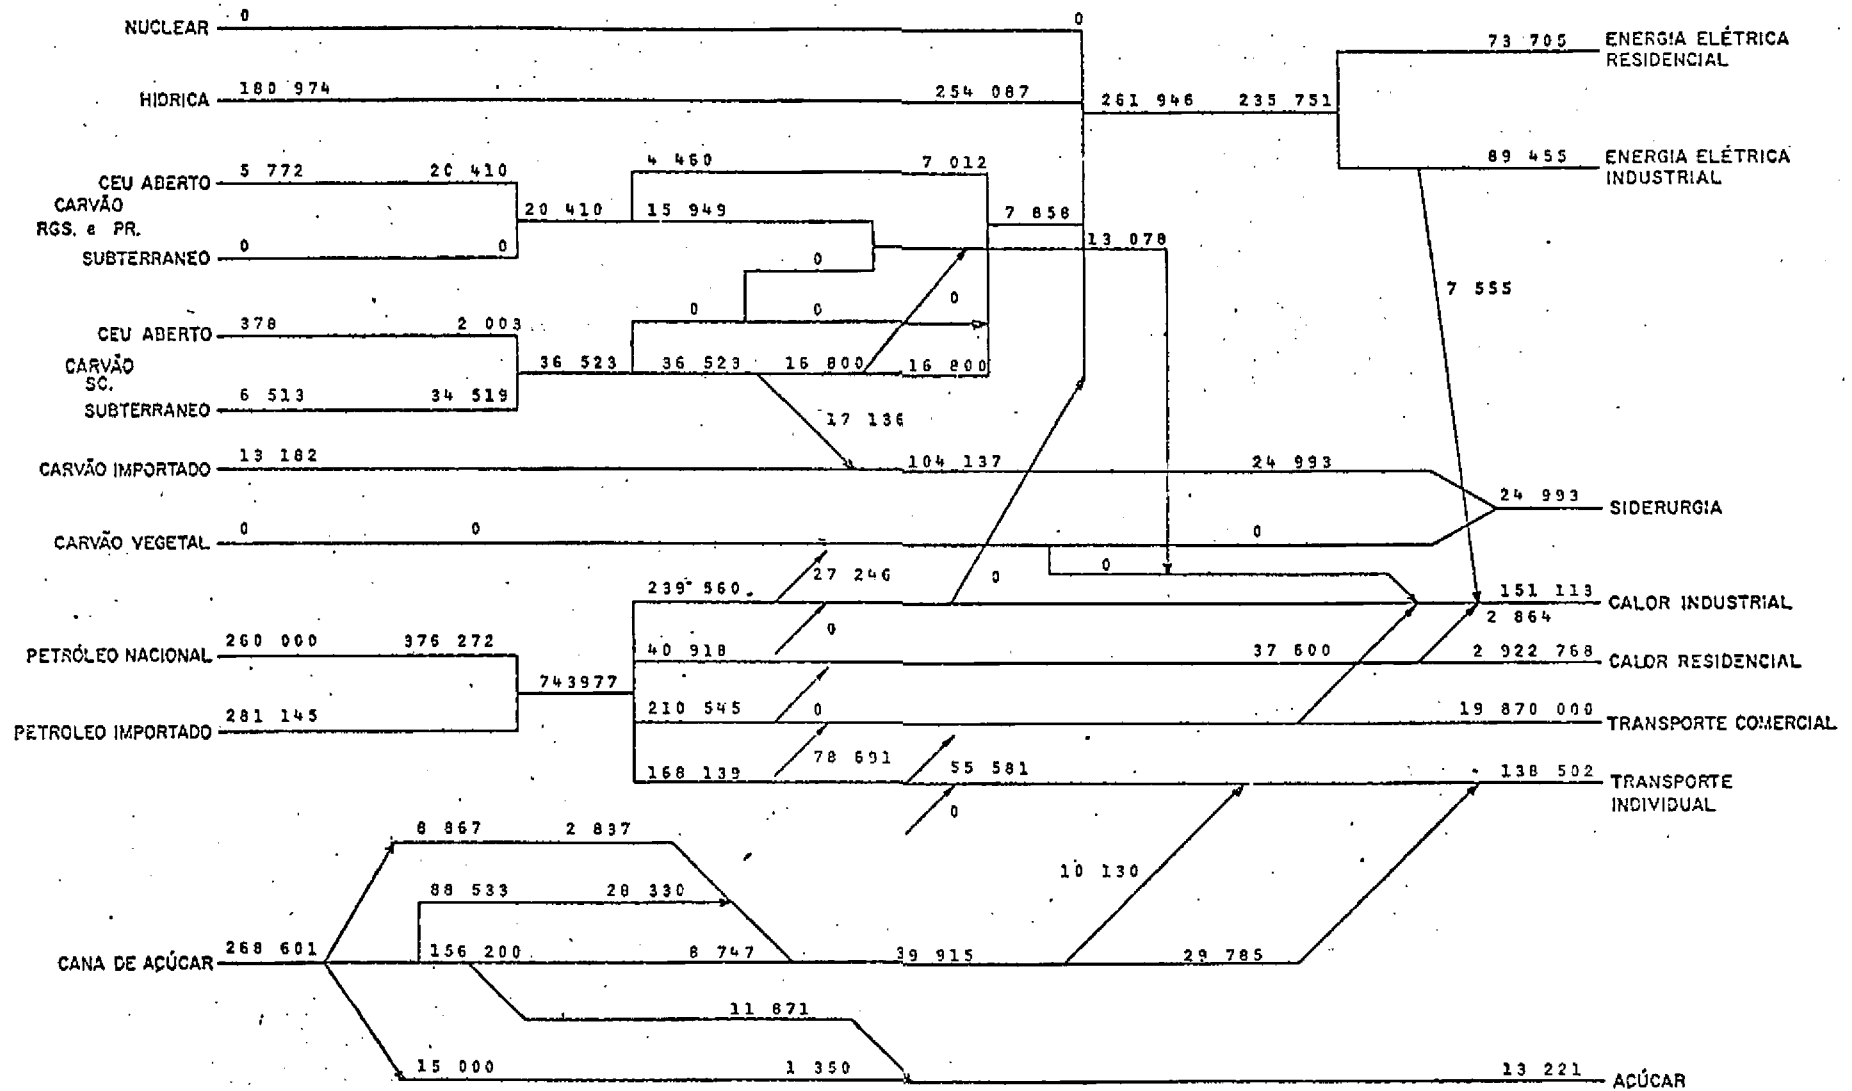 NUCLEAR 0 0
73 705 ENERGIA ELÉTRICA
RESIDENCIAL
HIDRICA 180 974 254 087 261 946 235 751
4 460 7 012
89 455 ENERGIA ELÉTRICA
INDUSTRIAL
CEU ABERTO 5 772 20 410
CARVÃO
RGS. e PR.
20 410 15 949 7 858
SUBTERRANEO 0 0
13 078
0
7 555
0 0 0
CEU ABERTO 378 2 003
CARVÃO
SC.
36 523 36 523 16 800 16 800
SUBTERRANEO 6 513 34 519
17 136
CARVÃO IMPORTADO 13 182 104 137 24 993
24 993 SIDERURGIA
CARVÃO VEGETAL 0 0 0
27 246 0 0
239 560 151 113 CALOR INDUSTRIAL
2 864
0
PETRÓLEO NACIONAL 260 000 376 272
40 918 37 600 2 922 768 CALOR RESIDENCIAL
743977
210 545 0 19 870 000 TRANSPORTE COMERCIAL
PETROLEO IMPORTADO 281 145
78 691
168 139 55 581 138 502 TRANSPORTE
INDIVIDUAL
0
8 867 2 837
10 130
88 533 28 330
CANA DE AÇÚCAR 268 601 156 200 8 747 39 915 29 785
11 871
15 000 1 350 13 221 AÇÚCAR